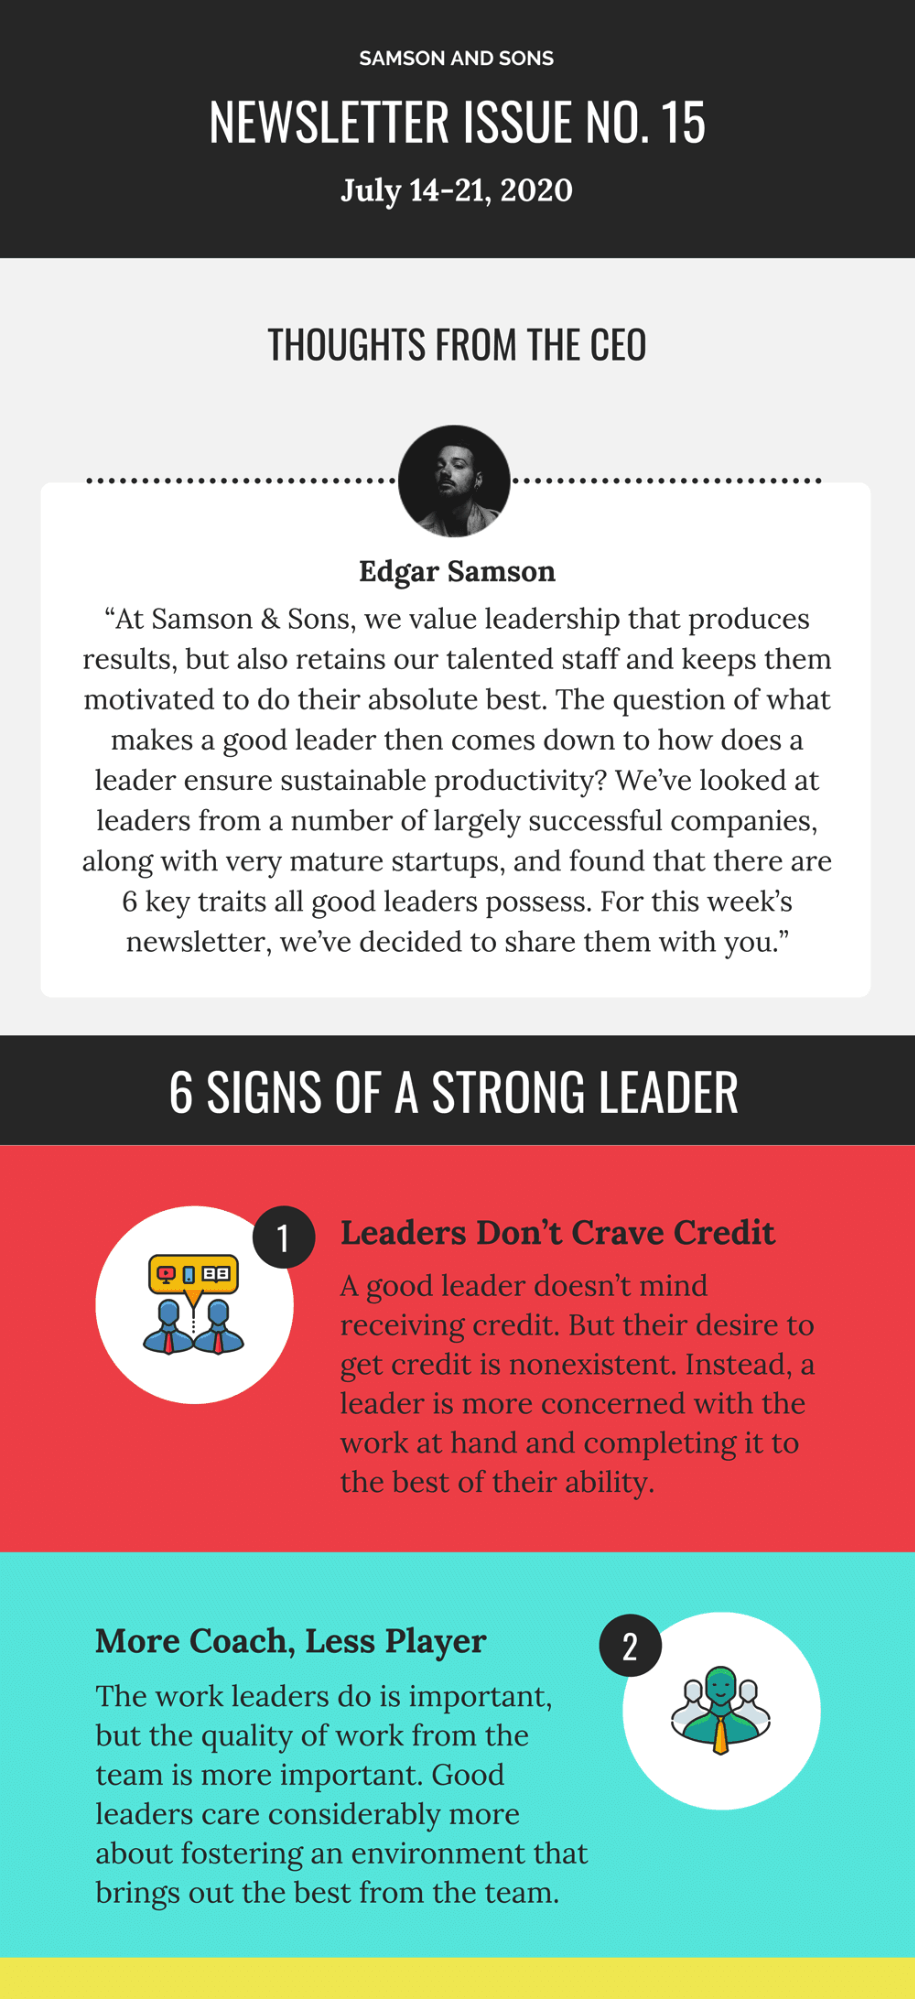 SAMSON AND SONS
NEWSLETTER ISSUE NO. 15
July 14-21, 2020
THOUGHTS FROM THE CEO
Edgar Samson
“At Samson & Sons, we value leadership that produces
results, but also retains our talented staff and keeps them
motivated to do their absolute best. The question of what
makes a good leader then comes down to how does a
leader ensure sustainable productivity? We’ve looked at
leaders from a number of largely successful companies,
along with very mature startups, and found that there are
6 key traits all good leaders possess. For this week’s
newsletter, we’ve decided to share them with you.”
6 SIGNS OF A STRONG LEADER
1
Leaders Don’t Crave Credit
A good leader doesn’t mind
receiving credit. But their desire to
get credit is nonexistent. Instead, a
leader is more concerned with the
work at hand and completing it to
the best of their ability.
More Coach, Less Player
2
The work leaders do is important,
but the quality of work from the
team is more important. Good
leaders care considerably more
about fostering an environment that
brings out the best from the team.